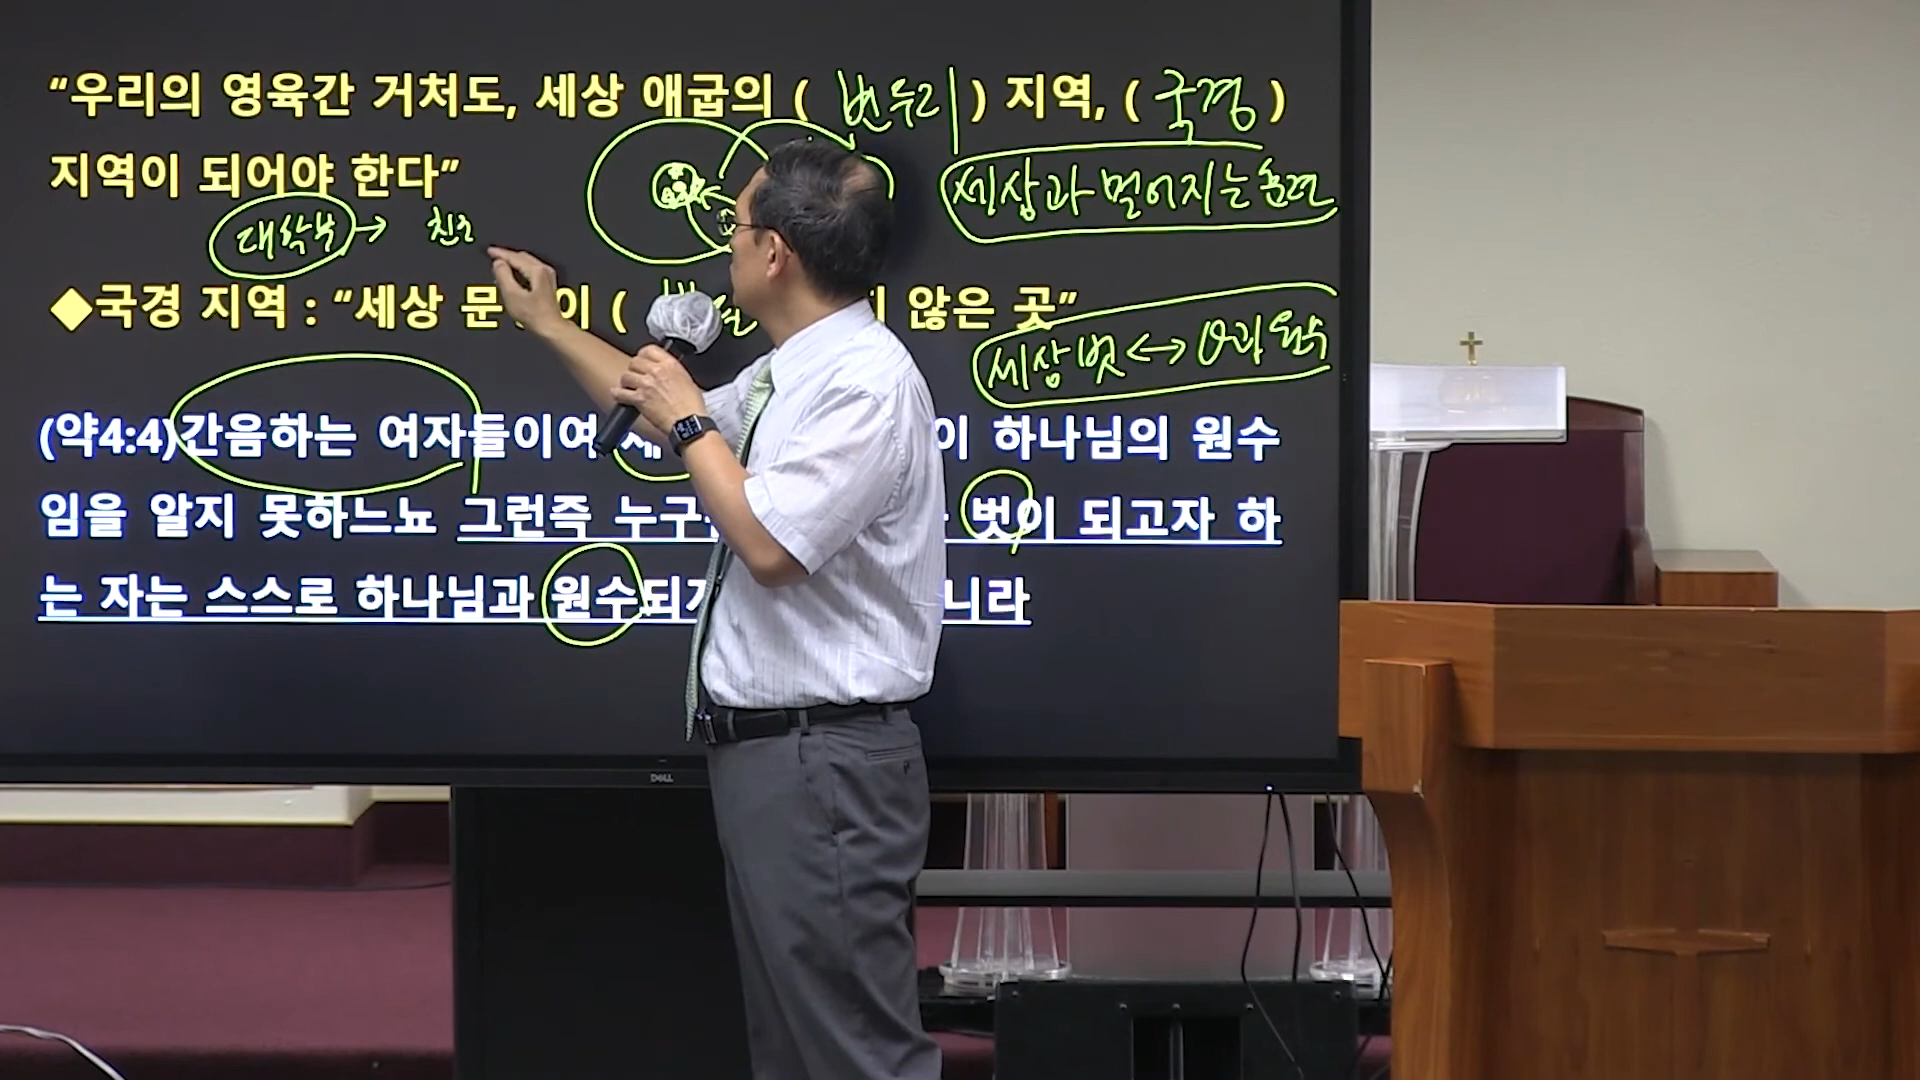 “우리의 영육간 거처도, 세상 애굽의 ( 변두리 ) 지역, ( 국경 )
지역이 되어야 한다”
세상과 멀어지는 훈련
대학부 → 친구
◆국경 지역 : “세상 문 이 ( 않은 곳”
세상 벗 ↔ 원수
(약4:4)간음하는 여자들이여 세 이 하나님의 원수
임을 알지 못하느뇨 그런즉 누구 벗이 되고자 하
는 자는 스스로 하나님과 원수되 니라
DELL